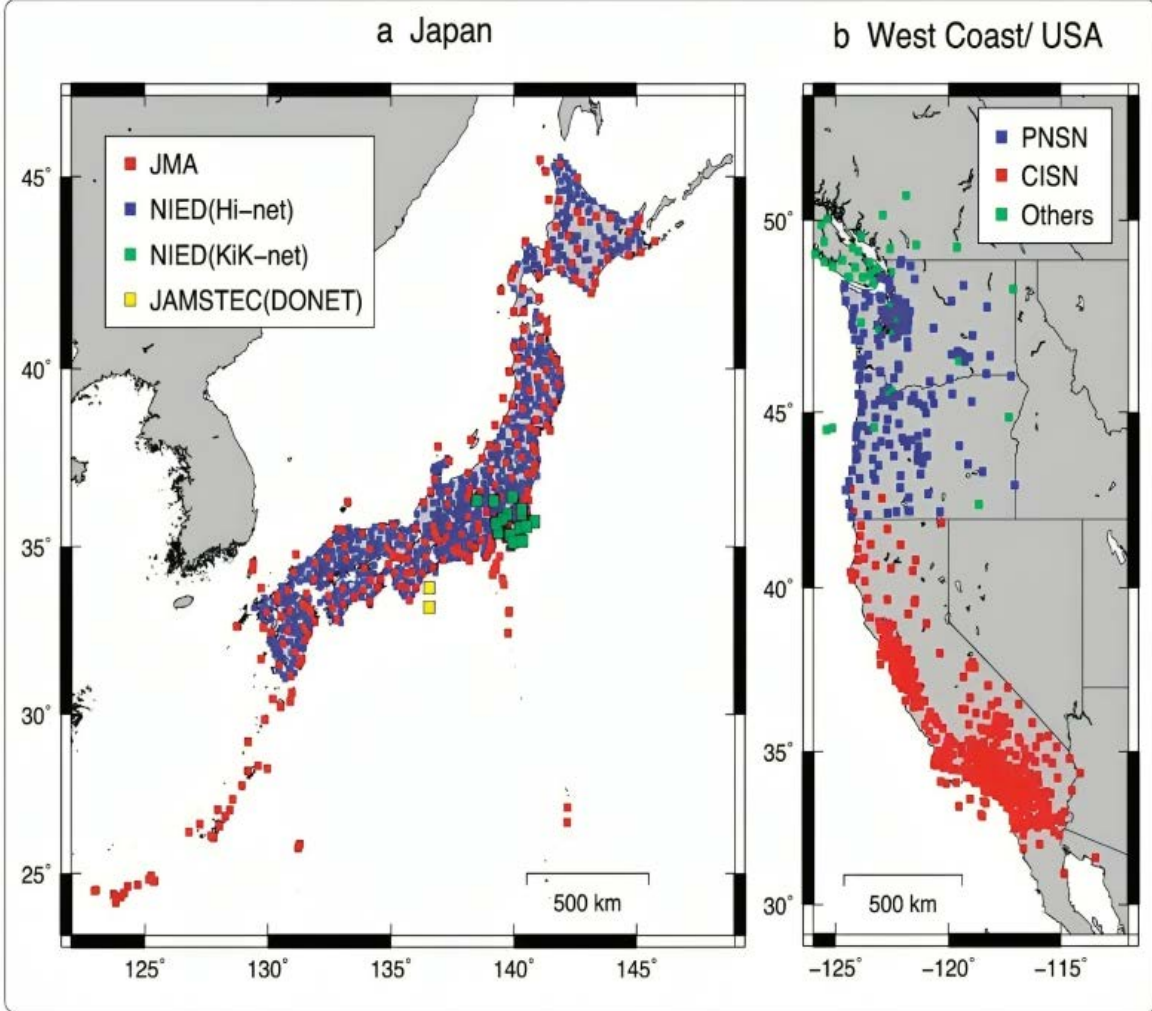 a Japan
JMA
NIED(Hi−net)
NIED(KiK−net)
JAMSTEC(DONET)
45°
40°
35°
30°
25°
500 km
125°
130°
135°
140°
145°
b West Coast/ USA
PNSN
CISN
Others
50°
45°
40°
35°
30°
500 km
−125°
−120°
−115°